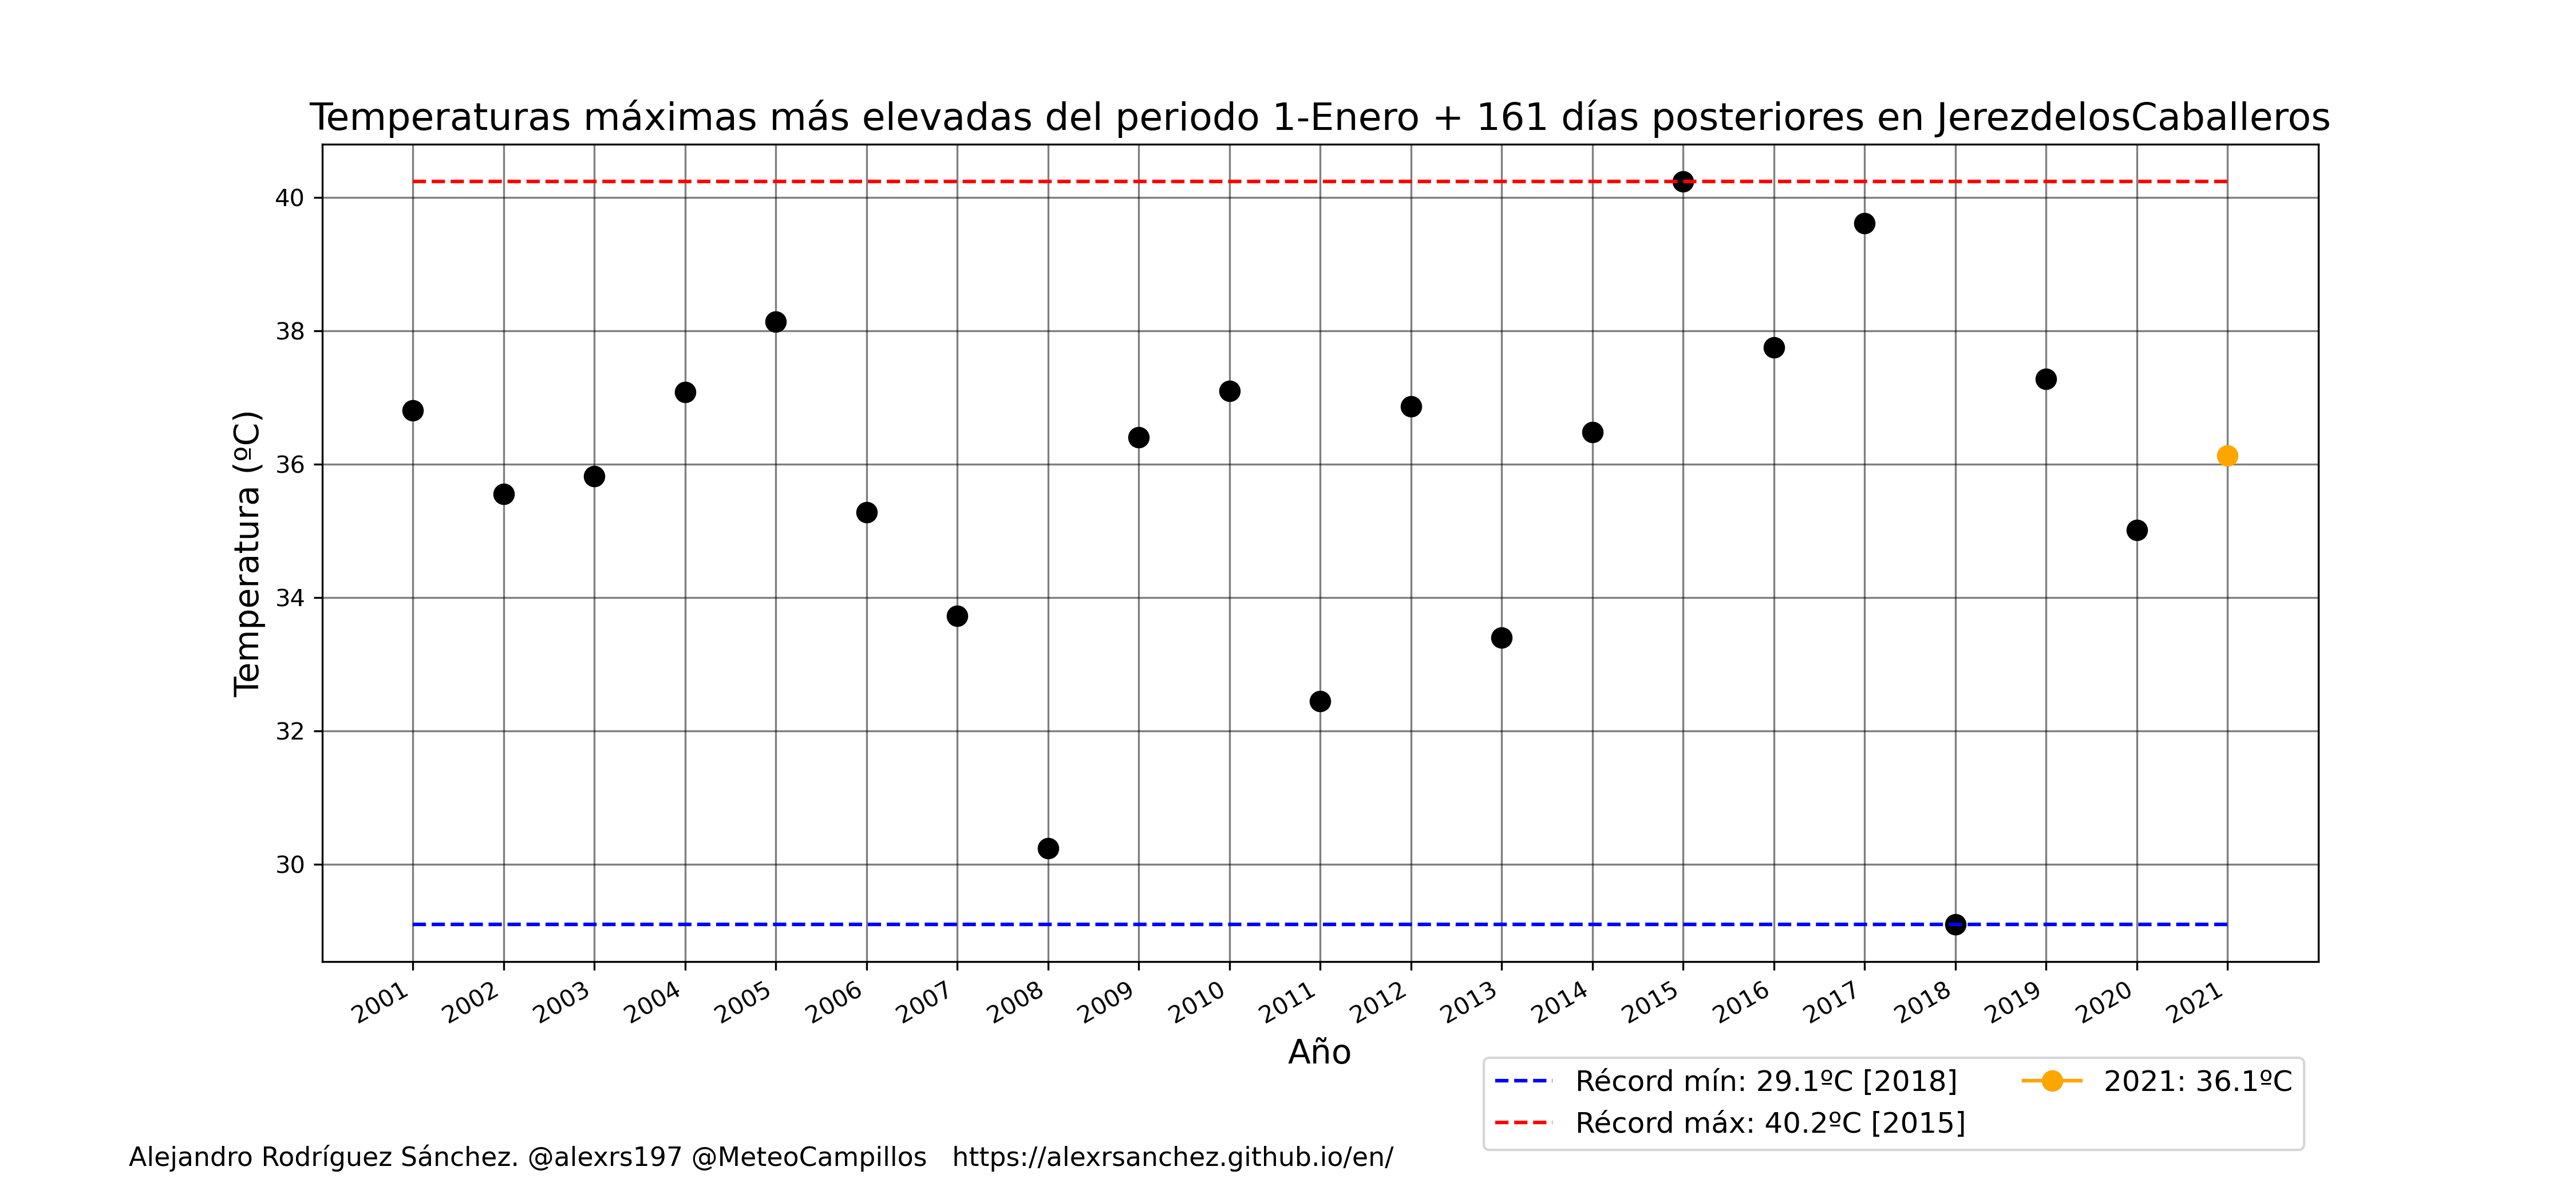 Temperaturas máximas más elevadas del periodo 1-Enero + 161 días posteriores en JerezdelosCaballeros
Temperatura (ºC)
40
38
36
34
32
30
2001 2002 2003 2004 2005 2006 2007 2008 2009 2010 2011 2012 2013 2014 2015 2016 2017 2018 2019 2020 2021
Año
Récord mín: 29.1ºC [2018]
Récord máx: 40.2ºC [2015]
2021: 36.1ºC
Alejandro Rodríguez Sánchez. @alexrs197 @MeteoCampillos https://alexrsanchez.github.io/en/